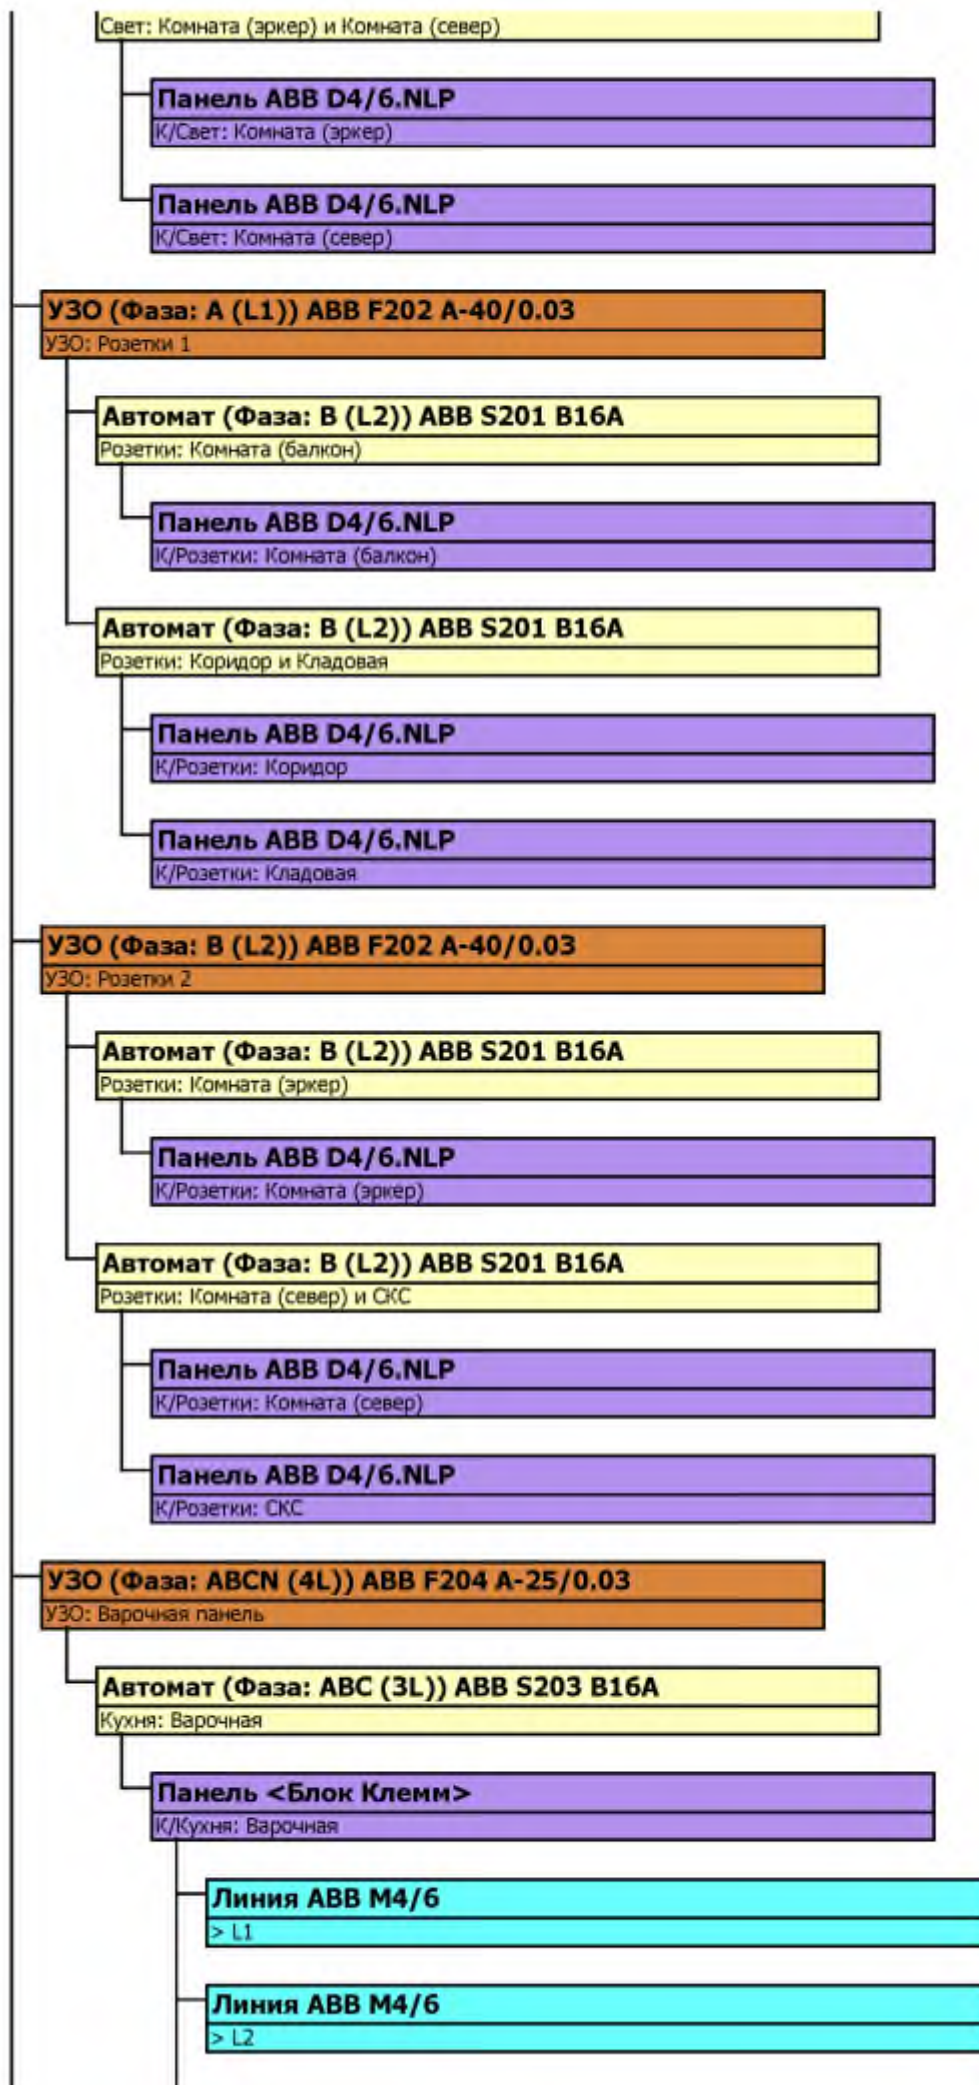 Свет: Комната (эркер) и Комната (север)
Панель ABB D4/6.NLP
К/Свет: Комната (эркер)
Панель ABB D4/6.NLP
К/Свет: Комната (север)
УЗО (Фаза: A (L1)) ABB F202 A-40/0.03
УЗО: Розетки 1
Автомат (Фаза: B (L2)) ABB S201 B16A
Розетки: Комната (балкон)
Панель ABB D4/6.NLP
К/Розетки: Комната (балкон)
Автомат (Фаза: B (L2)) ABB S201 B16A
Розетки: Коридор и Кладовая
Панель ABB D4/6.NLP
К/Розетки: Коридор
Панель ABB D4/6.NLP
К/Розетки: Кладовая
УЗО (Фаза: B (L2)) ABB F202 A-40/0.03
УЗО: Розетки 2
Автомат (Фаза: B (L2)) ABB S201 B16A
Розетки: Комната (эркер)
Панель ABB D4/6.NLP
К/Розетки: Комната (эркер)
Автомат (Фаза: B (L2)) ABB S201 B16A
Розетки: Комната (север) и СКС
Панель ABB D4/6.NLP
К/Розетки: Комната (север)
Панель ABB D4/6.NLP
К/Розетки: СКС
УЗО (Фаза: ABCN (4L)) ABB F204 A-25/0.03
УЗО: Варочная панель
Автомат (Фаза: ABC (3L)) ABB S203 B16A
Кухня: Варочная
Панель <Блок Клемм>
К/Кухня: Варочная
Линия ABB M4/6
> L1
Линия ABB M4/6
> L2